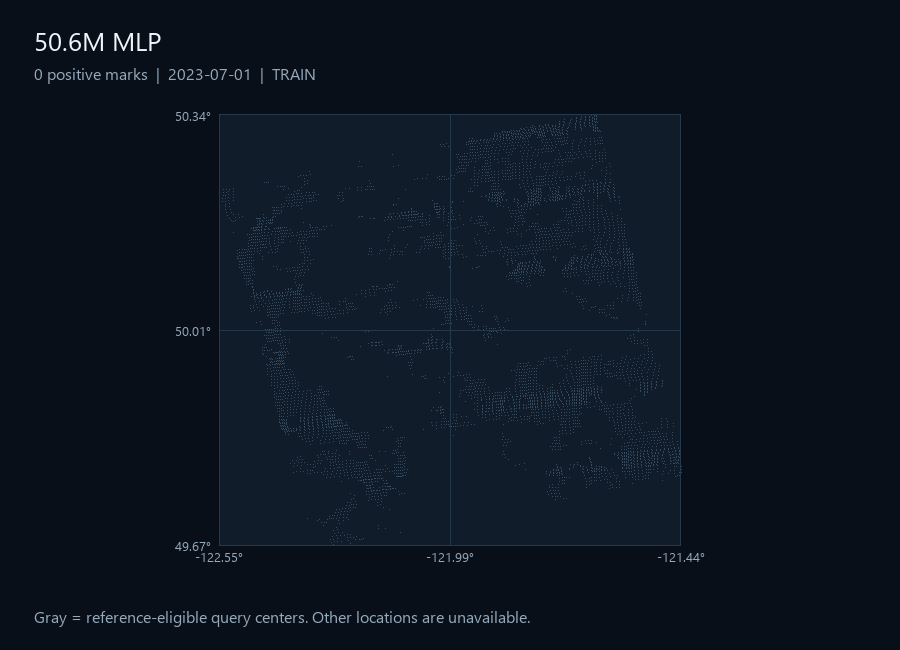 50.6M MLP
0 positive marks | 2023-07-01 | TRAIN
50.34°
50.01°
49.67°
-122.55°
-121.99°
-121.44°
Gray = reference-eligible query centers. Other locations are unavailable.